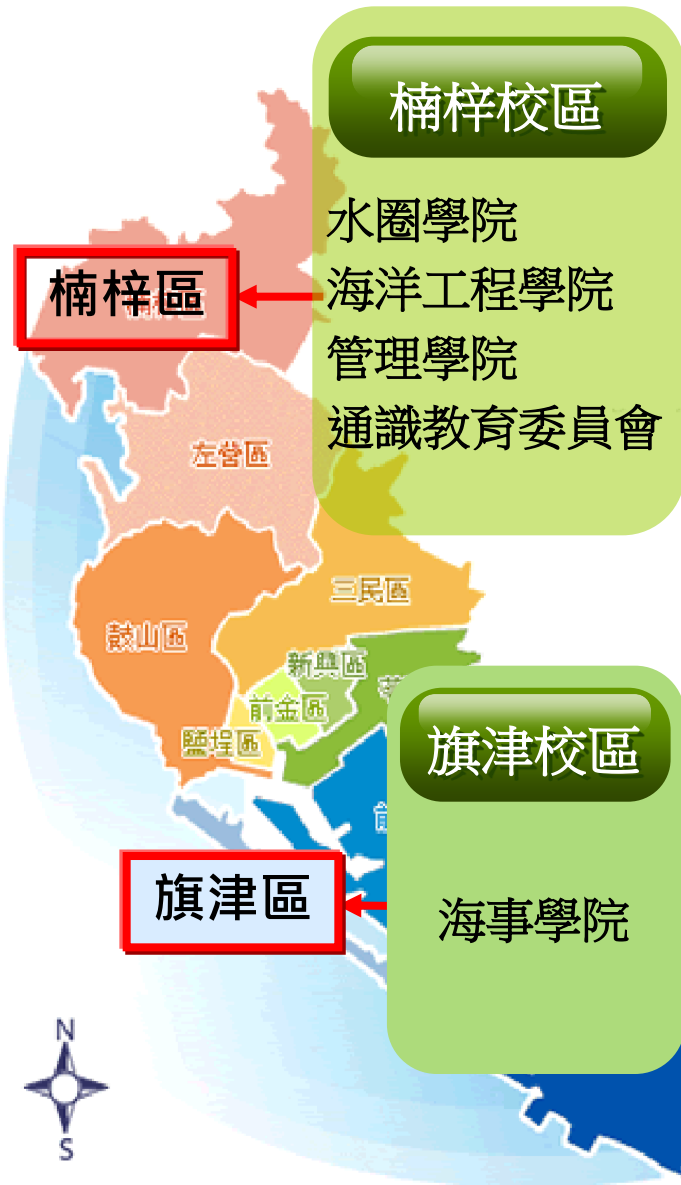 楠梓校區
水圈學院
海洋工程學院
管理學院
通識教育委員會
楠梓區
左營區
三民區
鼓山區
新興區
前金區
鹽埕區
旗津校區
海事學院
旗津區
N
S